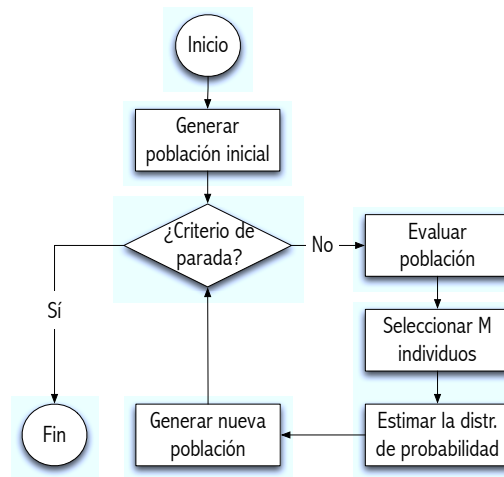 Inicio
Generar
población inicial
¿Criterio de
parada?
No
Evaluar
población
Sí
Seleccionar M
individuos
Fin
Generar nueva
población
Estimar la distr.
de probabilidad